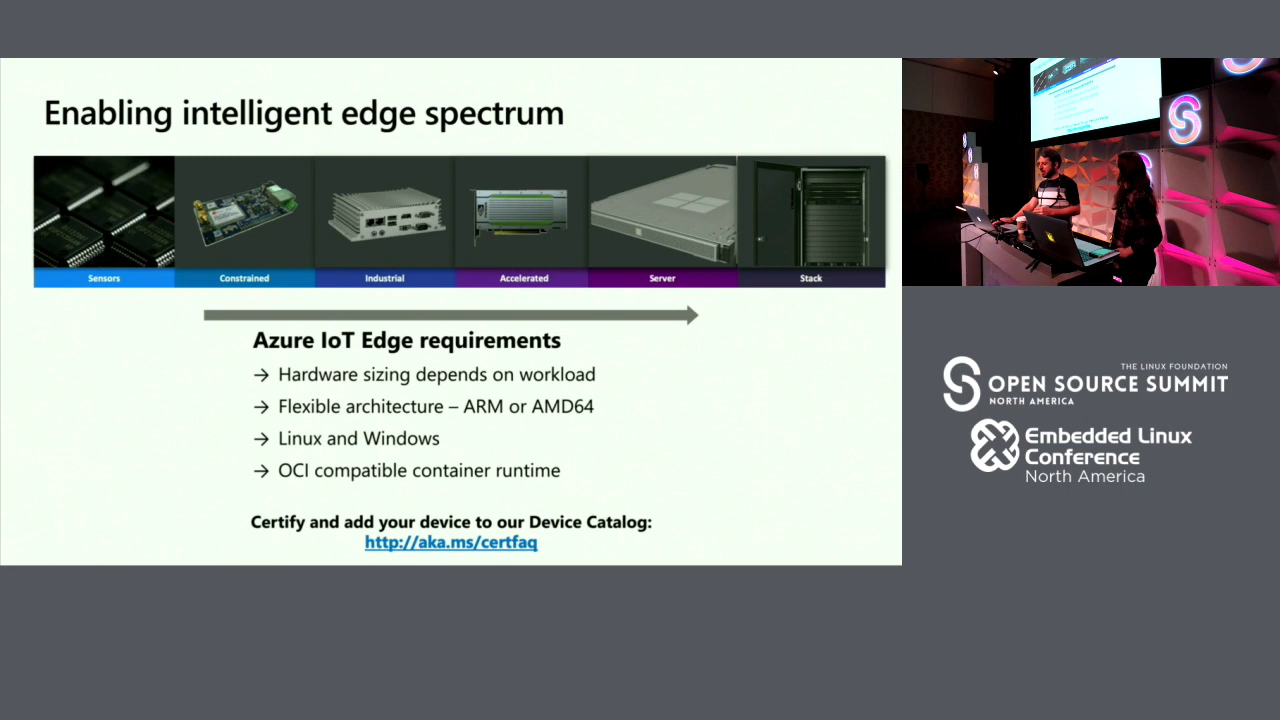 Enabling intelligent edge spectrum
Sensors
Constrained
Industrial
Accelerated
Server
Stack
Azure IoT Edge requirements
→ Hardware sizing depends on workload
→ Flexible architecture – ARM or AMD64
→ Linux and Windows
→ OCI compatible container runtime
Certify and add your device to our Device Catalog:
http://aka.ms/certfaq
THE LINUX FOUNDATION
OPEN SOURCE SUMMIT
NORTH AMERICA
Embedded Linux
Conference
North America